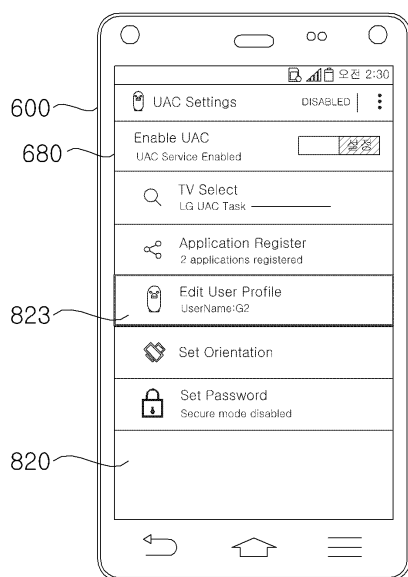 오전 2:30
UAC Settings DISABLED
600
Enable UAC
UAC Service Enabled
설정
680
TV Select
LG UAC Task
Application Register
2 applications registered
Edit User Profile
UserName:G2
823
Set Orientation
Set Password
Secure mode disabled
820